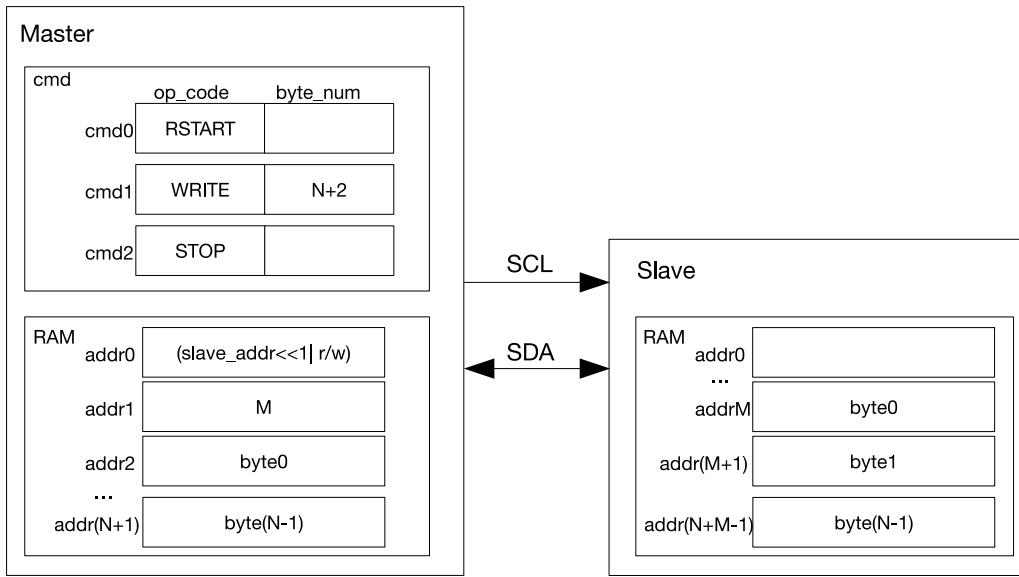 Master
cmd
op_code byte_num
cmd0 RSTART
cmd1 WRITE N+2
cmd2 STOP
RAM
addr0 (slave_addr<<1| r/w)
addr1 M
addr2 byte0
...
addr(N+1) byte(N-1)
SCL
SDA
Slave
RAM
addr0
...
addrM byte0
addr(M+1) byte1
addr(N+M-1) byte(N-1)